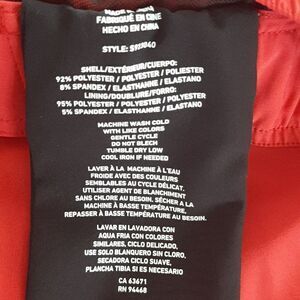 MADE IN CHINA
FABRIQUÉ EN CHINE
HECHO EN CHINA
STYLE:
SHELL/EXTÉRIEUR/CUERPO:
92% POLYESTER / POLYESTER / POLIESTER
8% SPANDEX / ELASTHANNE / ELASTANO
LINING/DOUBLURE/FORRO:
95% POLYESTER / POLYESTER / POLIESTER
5% SPANDEX / ELASTHANNE / ELASTANO
MACHINE WASH COLD
WITH LIKE COLORS
GENTLE CYCLE
DO NOT BLEACH
TUMBLE DRY LOW
COOL IRON IF NEEDED
LAVER À LA MACHINE À L'EAU
FROIDE AVEC DES COULEURS
SEMBLABLES AU CYCLE DÉLICAT.
UTILISER AGENT DE BLANCHIMENT
SANS CHLORE AU BESOIN. SÉCHER À LA
MACHINE À BASSE TEMPÉRATURE.
REPASSER À BASSE TEMPÉRATURE AU BESOIN.
LAVAR EN LAVADORA CON
AQUA FRIA CON COLORES
SIMILARES, CICLO DELICADO,
USE SOLO BLANQUEADOR SIN CLORO,
SECADORA CICLO SUAVE,
PLANCHA TIBIA SI ES NECESARIO
CA 63671
RN 94468